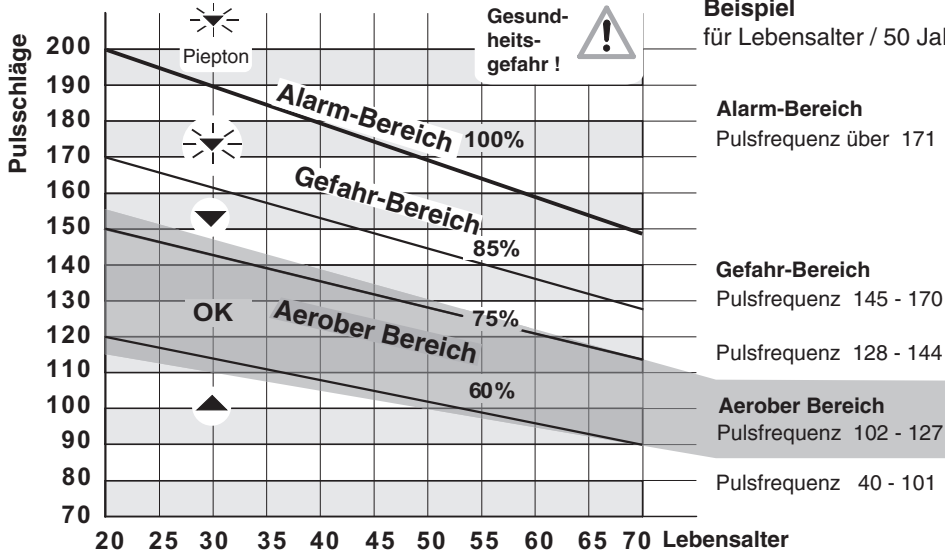 Pulsschläge
200
190
180
170
160
150
140
130
120
110
100
90
80
70
20 25 30 35 40 45 50 55 60 65 70 Lebensalter
Piepton
Gesund-
heits-
gefahr !
!
Alarm-Bereich 100%
Gefahr-Bereich
85%
OK
Aerober Bereich
75%
60%
Beispiel
für Lebensalter / 50
Alarm-Bereich
Pulsfrequenz über 171
Gefahr-Bereich
Pulsfrequenz 145 - 170
Pulsfrequenz 128 - 144
Aerober Bereich
Pulsfrequenz 102 - 127
Pulsfrequenz 40 - 101